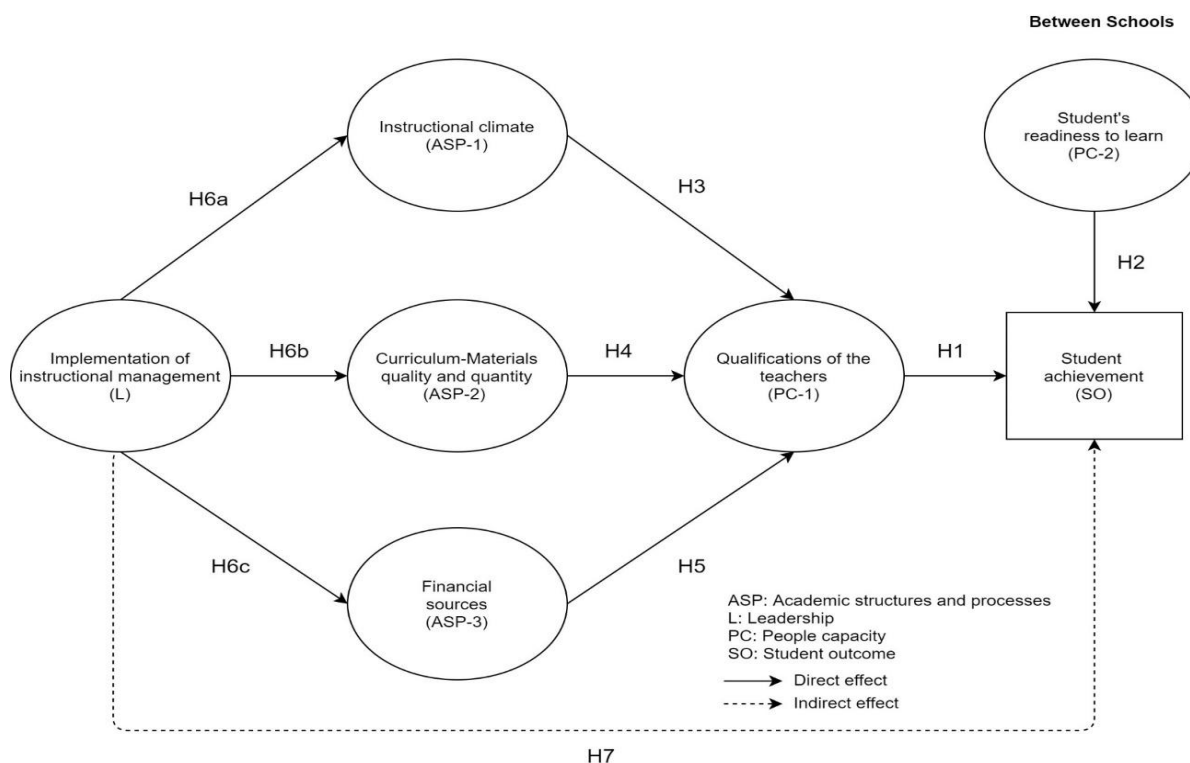 Between Schools
Instructional climate
(ASP-1)
Student's
readiness to learn
(PC-2)
H6a
H3
H2
Implementation of
instructional management
(L)
H6b
Curriculum-Materials
quality and quantity
(ASP-2)
H4
Qualifications of the
teachers
(PC-1)
H1
Student
achievement
(SO)
H6c
H5
Financial
sources
(ASP-3)
ASP: Academic structures and processes
L: Leadership
PC: People capacity
SO: Student outcome
Direct effect
Indirect effect
H7